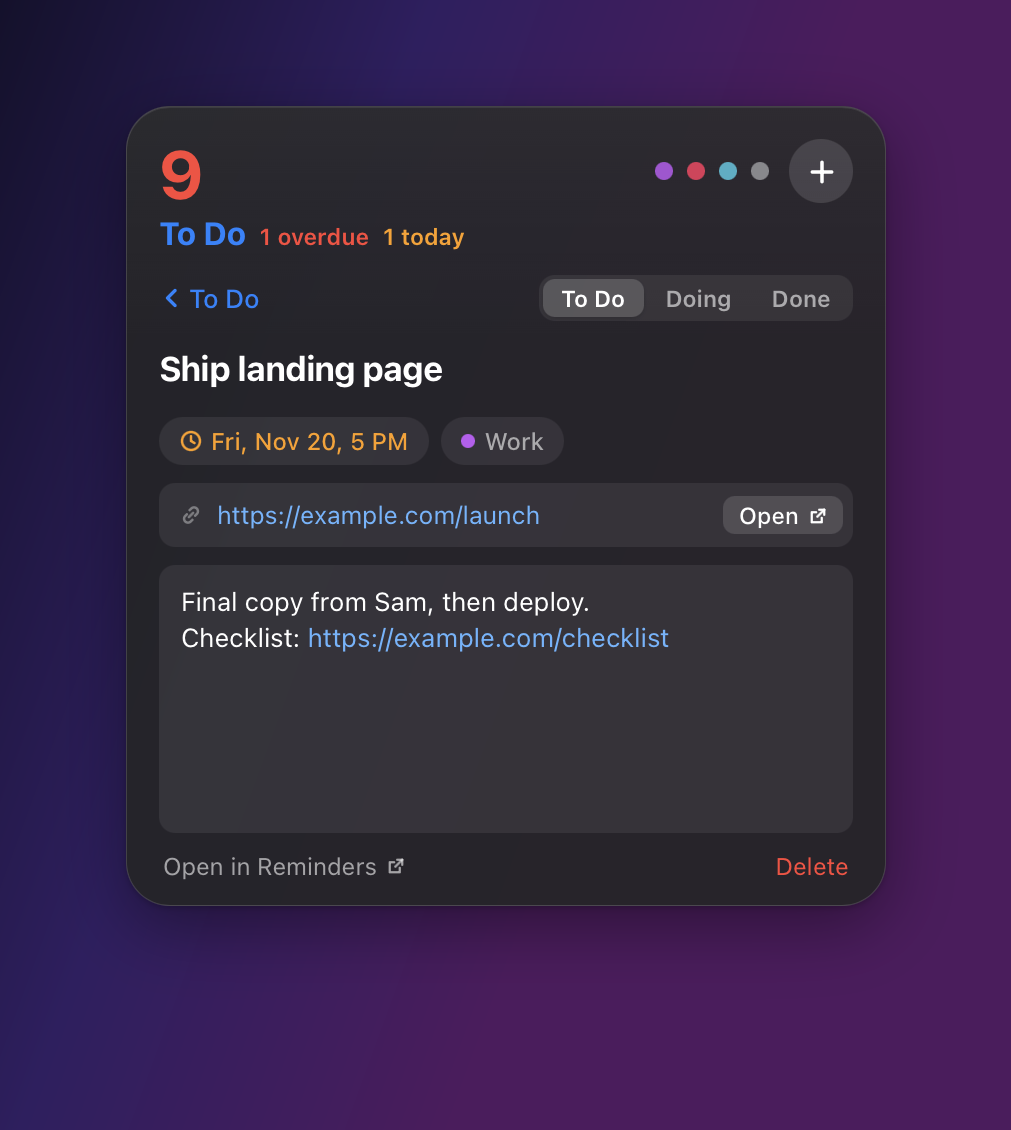 9
To Do 1 overdue 1 today
To Do
To Do Doing Done
Ship landing page
Fri, Nov 20, 5 PM
Work
https://example.com/launch
Open
Final copy from Sam, then deploy.
Checklist: https://example.com/checklist
Open in Reminders
Delete